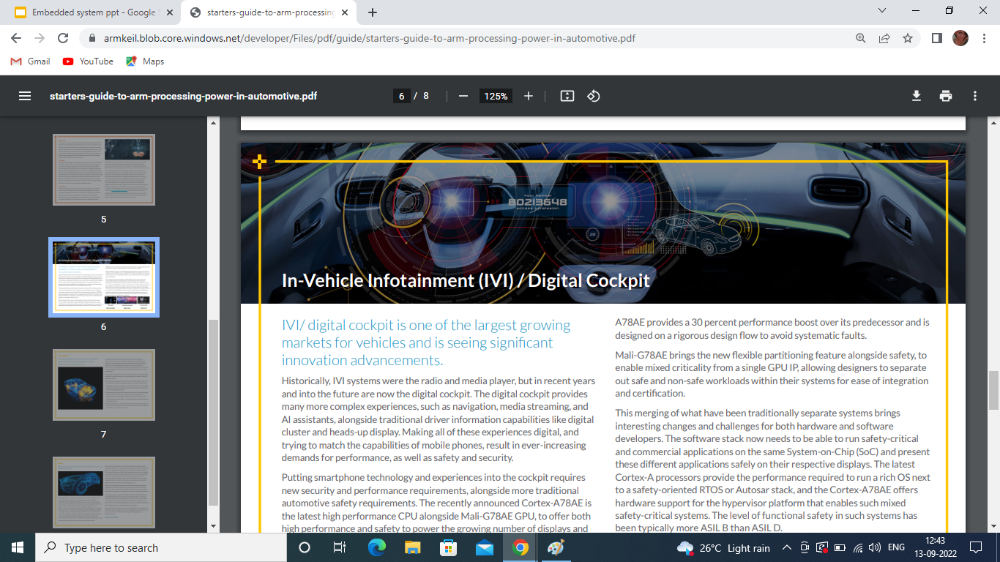 Embedded system ppt - Google S
starters-guide-to-arm-processing
armkeil.blob.core.windows.net/developer/Files/pdf/guide/starters-guide-to-arm-processing-power-in-automotive.pdf
Gmail
YouTube
Maps
starters-guide-to-arm-processing-power-in-automotive.pdf
6 / 8
125%
5
6
7
Your Number
80213648
access permission
28
In-Vehicle Infotainment (IVI) / Digital Cockpit
IVI/ digital cockpit is one of the largest growing
markets for vehicles and is seeing significant
innovation advancements.
Historically, IVI systems were the radio and media player, but in recent years
and into the future are now the digital cockpit. The digital cockpit provides
many more complex experiences, such as navigation, media streaming, and
AI assistants, alongside traditional driver information capabilities like digital
cluster and heads-up display. Making all of these experiences digital, and
trying to match the capabilities of mobile phones, result in ever-increasing
demands for performance, as well as safety and security.
Putting smartphone technology and experiences into the cockpit requires
new security and performance requirements, alongside more traditional
automotive safety requirements. The recently announced Cortex-A78AE is
the latest high performance CPU alongside Mali-G78AE GPU, to offer both
high performance and safety to power the growing number of displays and
A78AE provides a 30 percent performance boost over its predecessor and is
designed on a rigorous design flow to avoid systematic faults.
Mali-G78AE brings the new flexible partitioning feature alongside safety, to
enable mixed criticality from a single GPU IP, allowing designers to separate
out safe and non-safe workloads within their systems for ease of integration
and certification.
This merging of what have been traditionally separate systems brings
interesting changes and challenges for both hardware and software
developers. The software stack now needs to be able to run safety-critical
and commercial applications on the same System-on-Chip (SoC) and present
these different applications safely on their respective displays. The latest
Cortex-A processors provide the performance required to run a rich OS next
to a safety-oriented RTOS or Autosar stack, and the Cortex-A78AE offers
hardware support for the hypervisor platform that enables such mixed
safety-critical systems. The level of functional safety in such systems has
been typically more ASIL B than ASIL D.
Type here to search
26°C Light rain
ENG
12:43
13-09-2022